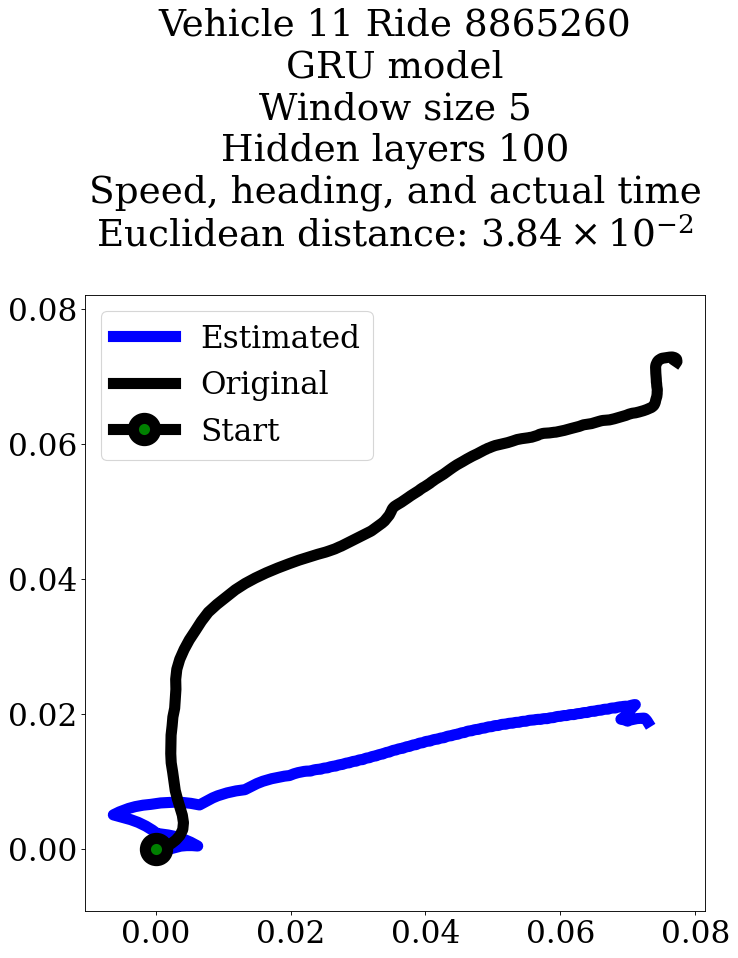 Vehicle 11 Ride 8865260
GRU model
Window size 5
Hidden layers 100
Speed, heading, and actual time
Euclidean distance: 3.84 × 10⁻²
0.08
0.06
0.04
0.02
0.00
Estimated
Original
Start
0.00 0.02 0.04 0.06 0.08